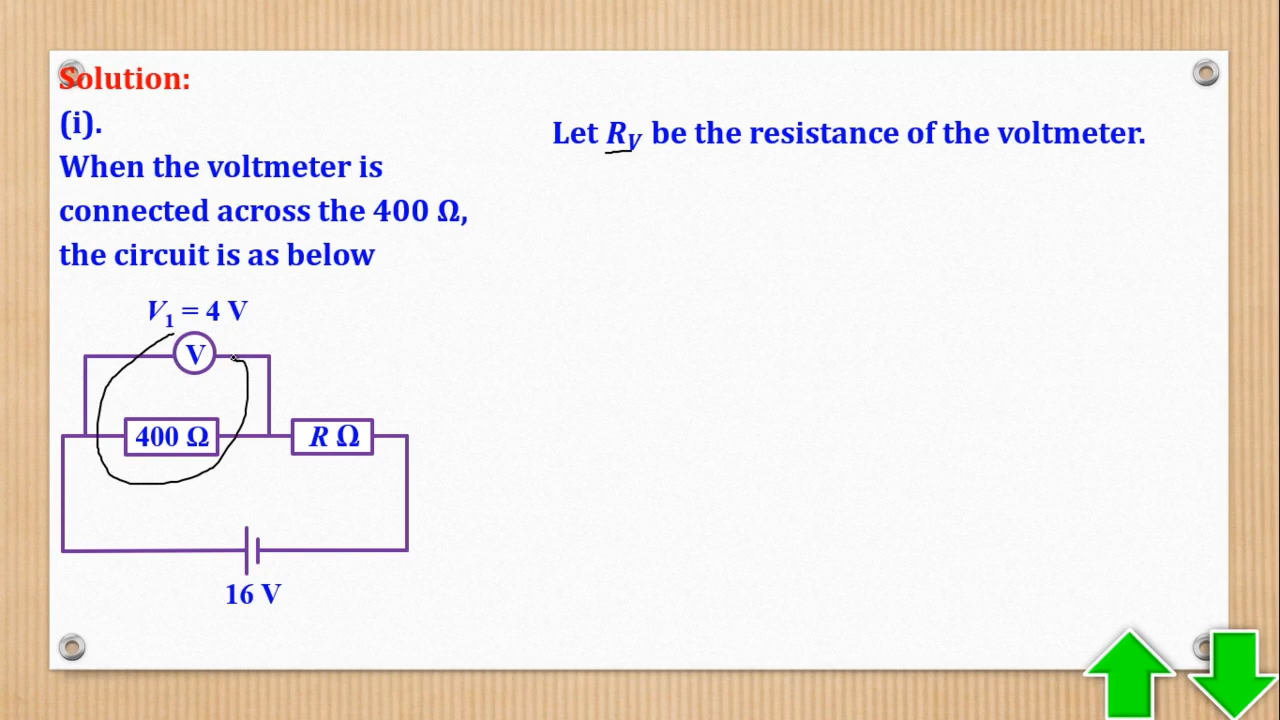 Solution:
(i).
When the voltmeter is
connected across the 400 Ω,
the circuit is as below
V₁ = 4 V
V
400 Ω
R Ω
16 V
Let R_V be the resistance of the voltmeter.